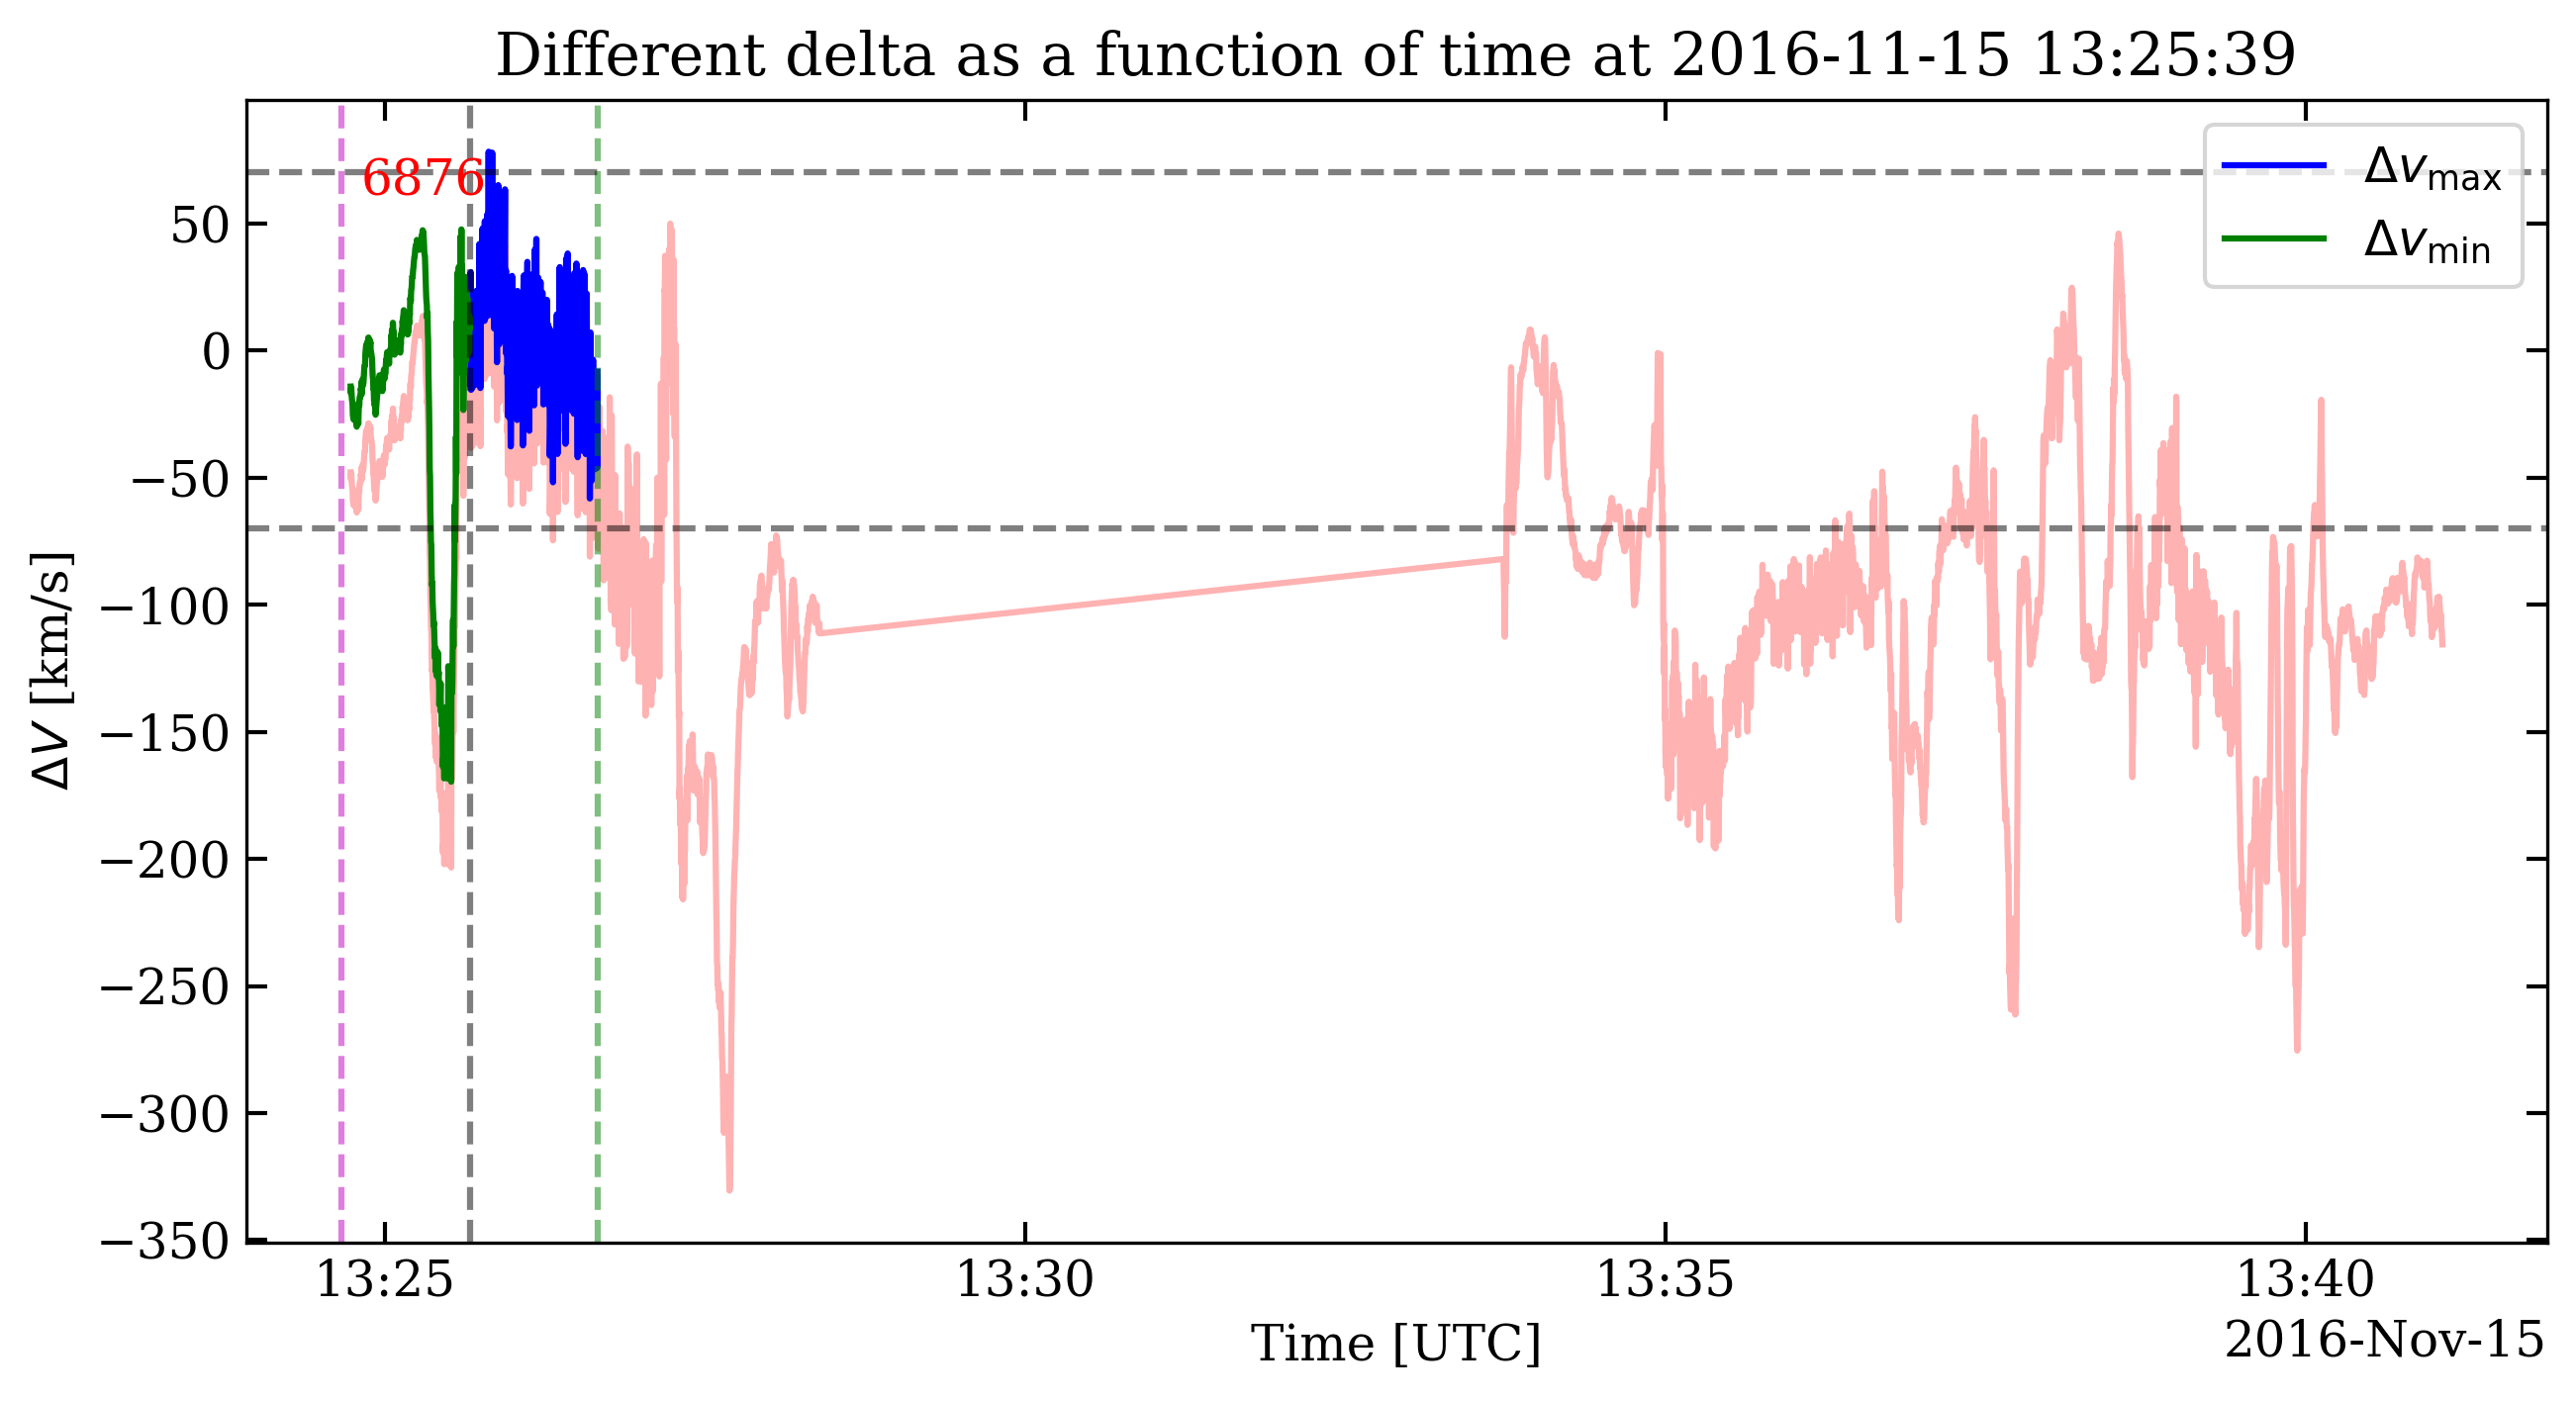 Different delta as a function of time at 2016-11-15 13:25:39
6876
Δv_max
Δv_min
50
0
−50
−100
−150
−200
−250
−300
−350
ΔV [km/s]
13:25 13:30 13:35 13:40
Time [UTC]
2016-Nov-15